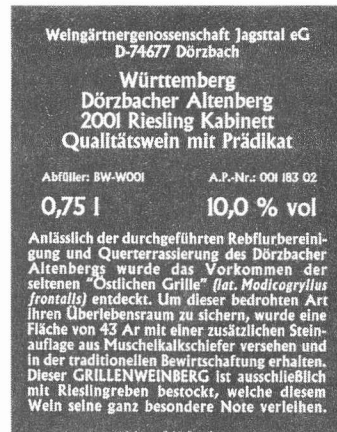 Weingärtnergenossenschaft Jagsttal eG
D-74677 Dörzbach
Württemberg
Dörzbacher Altenberg
2001 Riesling Kabinett
Qualitätswein mit Prädikat
Abfüller: BW-W001 A.P.-Nr.: 001 183 02
0,75 l 10,0 % vol
Anlässlich der durchgeführten Rebflurbereini-
gung und Querterrassierung des Dörzbacher
Altenbergs wurde das Vorkommen der
seltenen "Östlichen Grille" (lat. Modicogryllus
frontalis) entdeckt. Um dieser bedrohten Art
ihren Überlebensraum zu sichern, wurde eine
Fläche von 43 Ar mit einer zusätzlichen Stein-
auflage aus Muschelkalkschiefer versehen und
in der traditionellen Bewirtschaftung erhalten.
Dieser GRILLENWEINBERG ist ausschließlich
mit Rieslingreben bestockt, welche diesem
Wein seine ganz besondere Note verleihen.